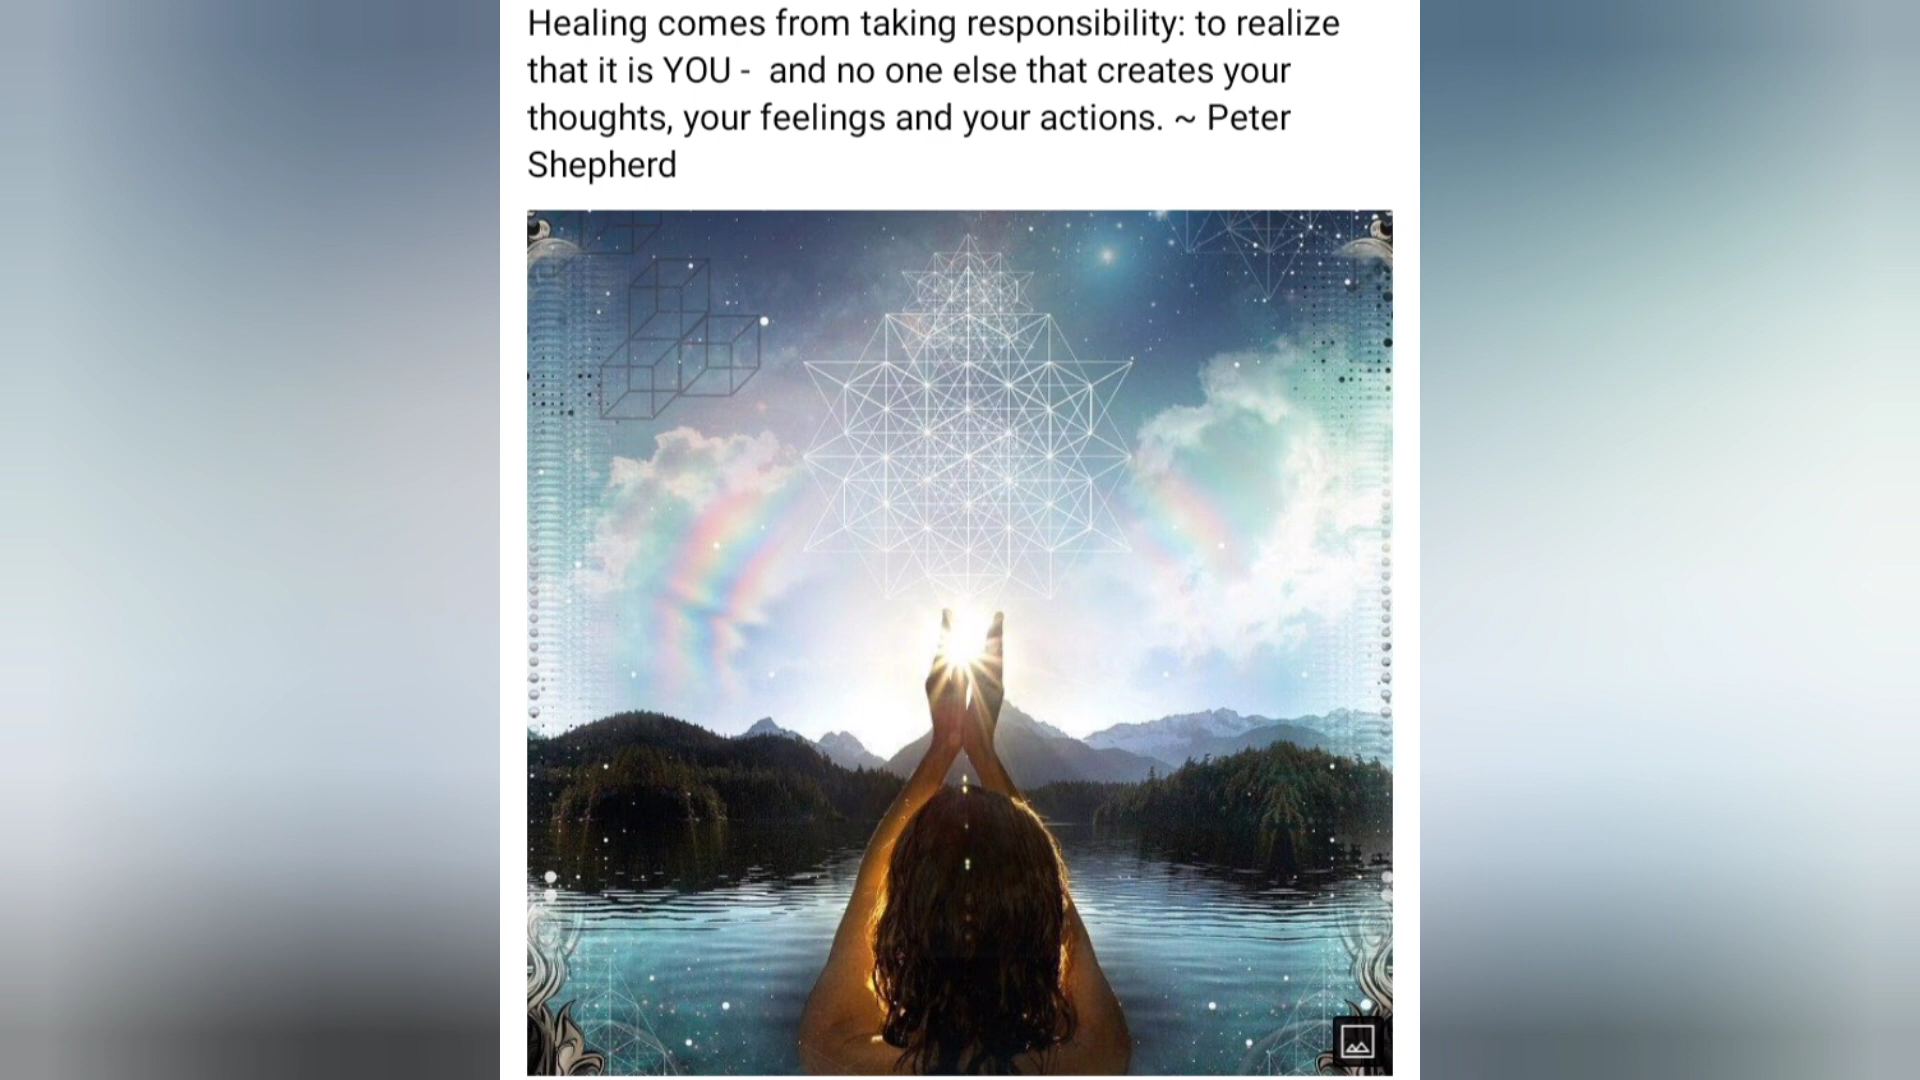 Healing comes from taking responsibility: to realize
that it is YOU -  and no one else that creates your
thoughts, your feelings and your actions. ~ Peter
Shepherd